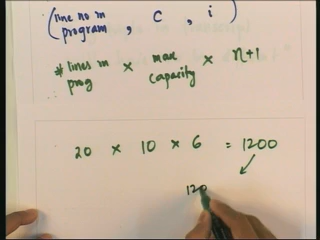 (line no in program, c, i)
# lines in prog × max capacity × n+1
20 × 10 × 6 = 1200
120